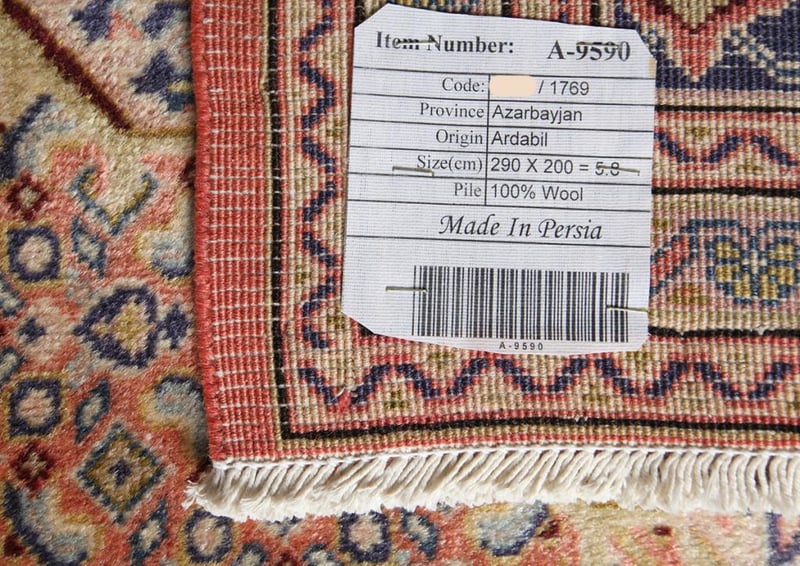 Item Number: A-9590
Code: / 1769
Province Azarbayjan
Origin Ardabil
Size(cm) 290 X 200 = 5.8
Pile 100% Wool
Made In Persia
A-9590